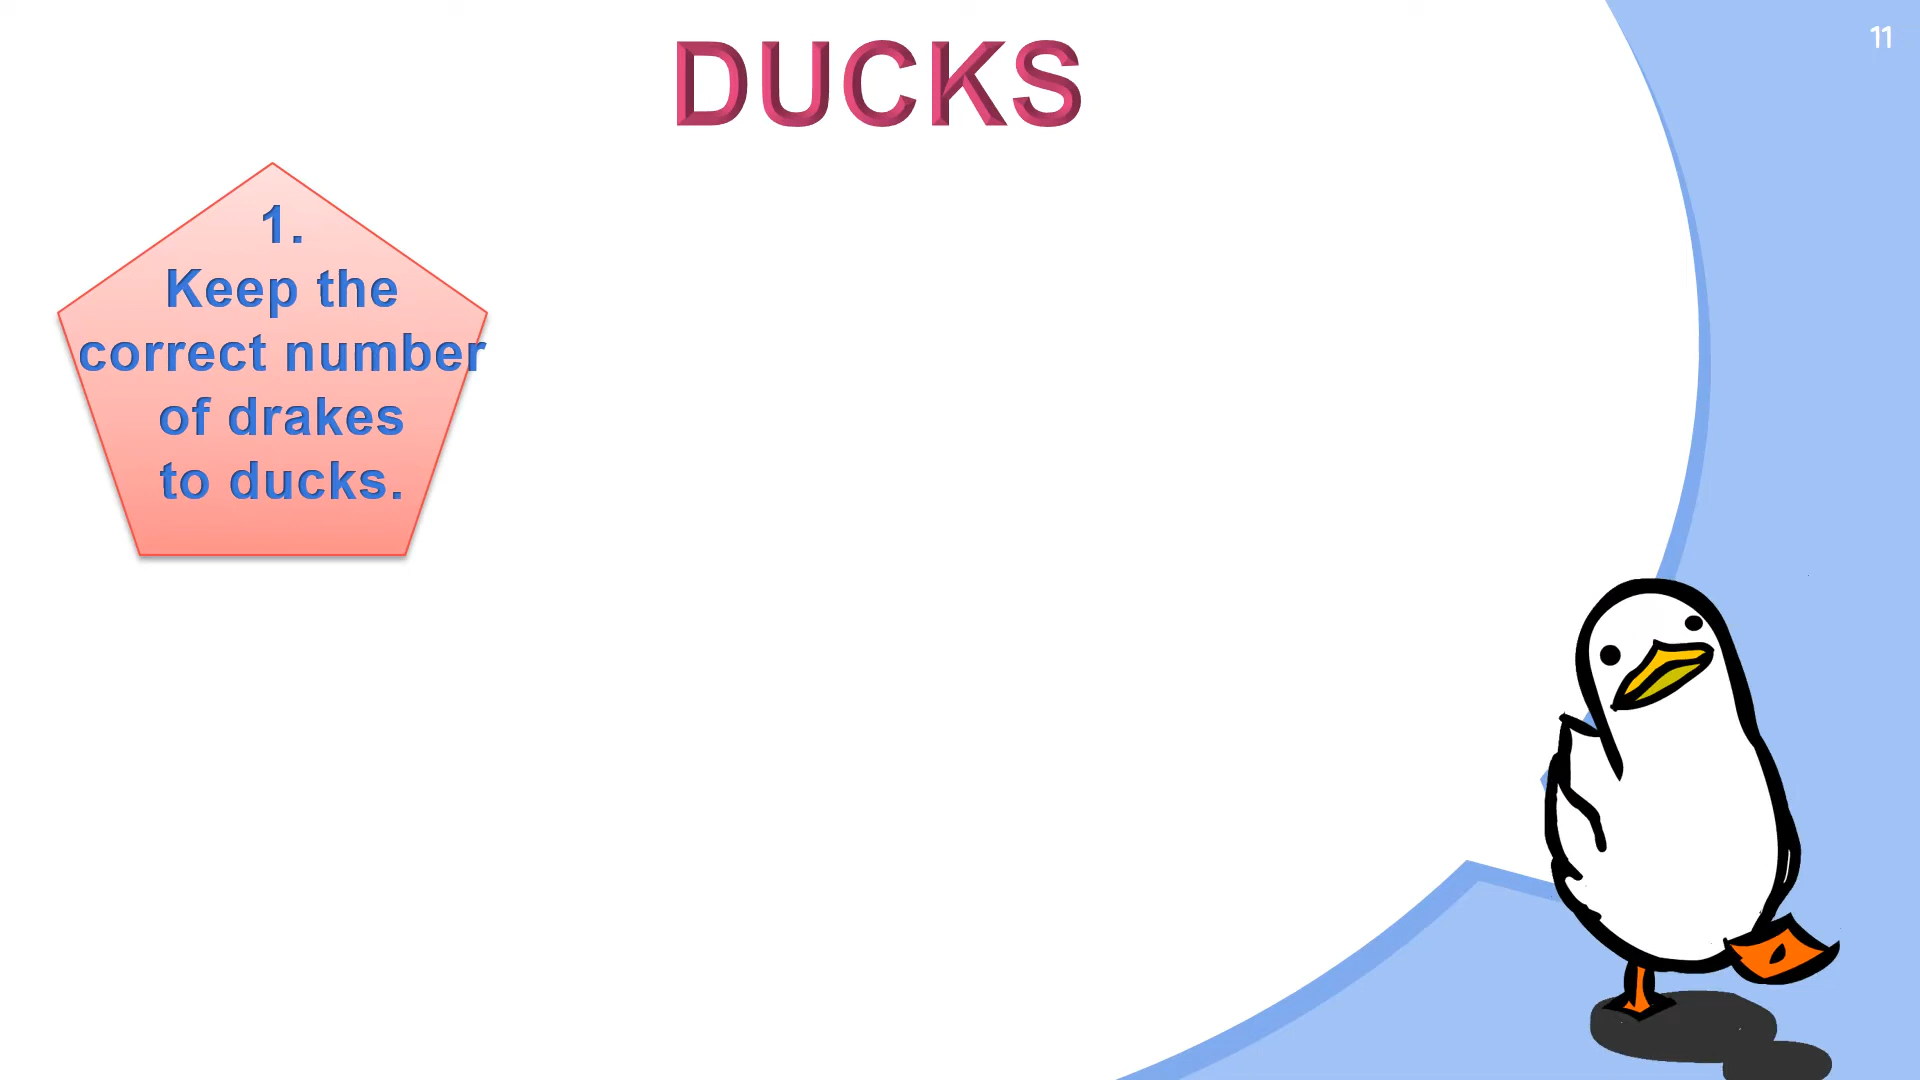 DUCKS
11
1.
Keep the
correct number
of drakes
to ducks.